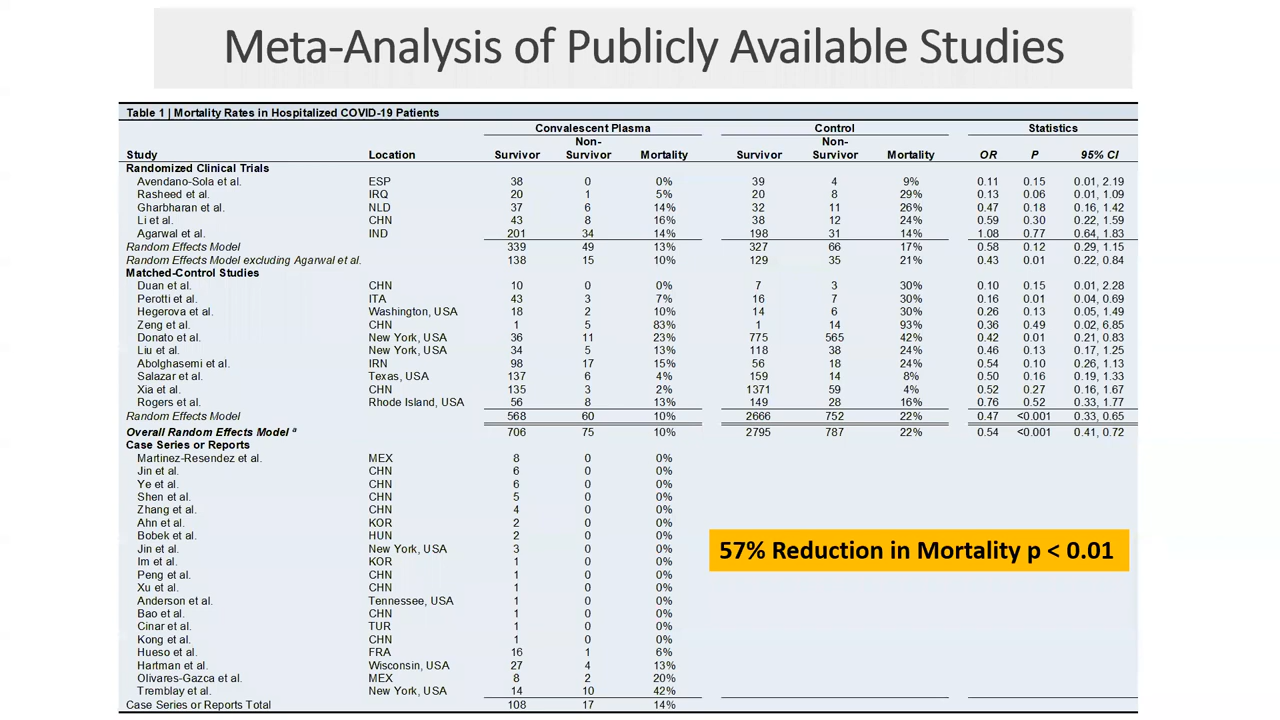 Meta-Analysis of Publicly Available Studies
Table 1 | Mortality Rates in Hospitalized COVID-19 Patients
Convalescent Plasma Control Statistics
Study Location Survivor Non-Survivor Mortality Survivor Non-Survivor Mortality OR P 95% CI
Randomized Clinical Trials
Avendano-Sola et al. ESP 38 0 0% 39 4 9% 0.11 0.15 0.01, 2.19
Rasheed et al. IRQ 20 1 5% 20 8 29% 0.13 0.06 0.01, 1.09
Gharbharan et al. NLD 37 6 14% 32 11 26% 0.47 0.18 0.16, 1.42
Li et al. CHN 43 8 16% 38 12 24% 0.59 0.30 0.22, 1.59
Agarwal et al. IND 201 34 14% 198 31 14% 1.08 0.77 0.64, 1.83
Random Effects Model 339 49 13% 327 66 17% 0.58 0.12 0.29, 1.15
Random Effects Model excluding Agarwal et al. 138 15 10% 129 35 21% 0.43 0.01 0.22, 0.84
Matched-Control Studies
Duan et al. CHN 10 0 0% 7 3 30% 0.10 0.15 0.01, 2.28
Perotti et al. ITA 43 3 7% 16 7 30% 0.16 0.01 0.04, 0.69
Hegerova et al. Washington, USA 18 2 10% 14 6 30% 0.26 0.13 0.05, 1.49
Zeng et al. CHN 1 5 83% 1 14 93% 0.36 0.49 0.02, 6.85
Donato et al. New York, USA 36 11 23% 775 565 42% 0.42 0.01 0.21, 0.83
Liu et al. New York, USA 34 5 13% 118 38 24% 0.46 0.13 0.17, 1.25
Abolghasemi et al. IRN 98 17 15% 56 18 24% 0.54 0.10 0.26, 1.13
Salazar et al. Texas, USA 137 6 4% 159 14 8% 0.50 0.16 0.19, 1.33
Xia et al. CHN 135 3 2% 1371 59 4% 0.52 0.27 0.16, 1.67
Rogers et al. Rhode Island, USA 56 8 13% 149 28 16% 0.76 0.52 0.33, 1.77
Random Effects Model 568 60 10% 2666 752 22% 0.47 <0.001 0.33, 0.65
Overall Random Effects Model a 706 75 10% 2795 787 22% 0.54 <0.001 0.41, 0.72
Case Series or Reports
Martinez-Resendez et al. MEX 8 0 0%
Jin et al. CHN 6 0 0%
Ye et al. CHN 6 0 0%
Shen et al. CHN 5 0 0%
Zhang et al. CHN 4 0 0%
Ahn et al. KOR 2 0 0%
Bobek et al. HUN 2 0 0%
Jin et al. New York, USA 3 0 0%
Im et al. KOR 1 0 0%
Peng et al. CHN 1 0 0%
Xu et al. CHN 1 0 0%
Anderson et al. Tennessee, USA 1 0 0%
Bao et al. CHN 1 0 0%
Cinar et al. TUR 1 0 0%
Kong et al. CHN 1 0 0%
Hueso et al. FRA 16 1 6%
Hartman et al. Wisconsin, USA 27 4 13%
Olivares-Gazca et al. MEX 8 2 20%
Tremblay et al. New York, USA 14 10 42%
Case Series or Reports Total 108 17 14%
57% Reduction in Mortality p < 0.01